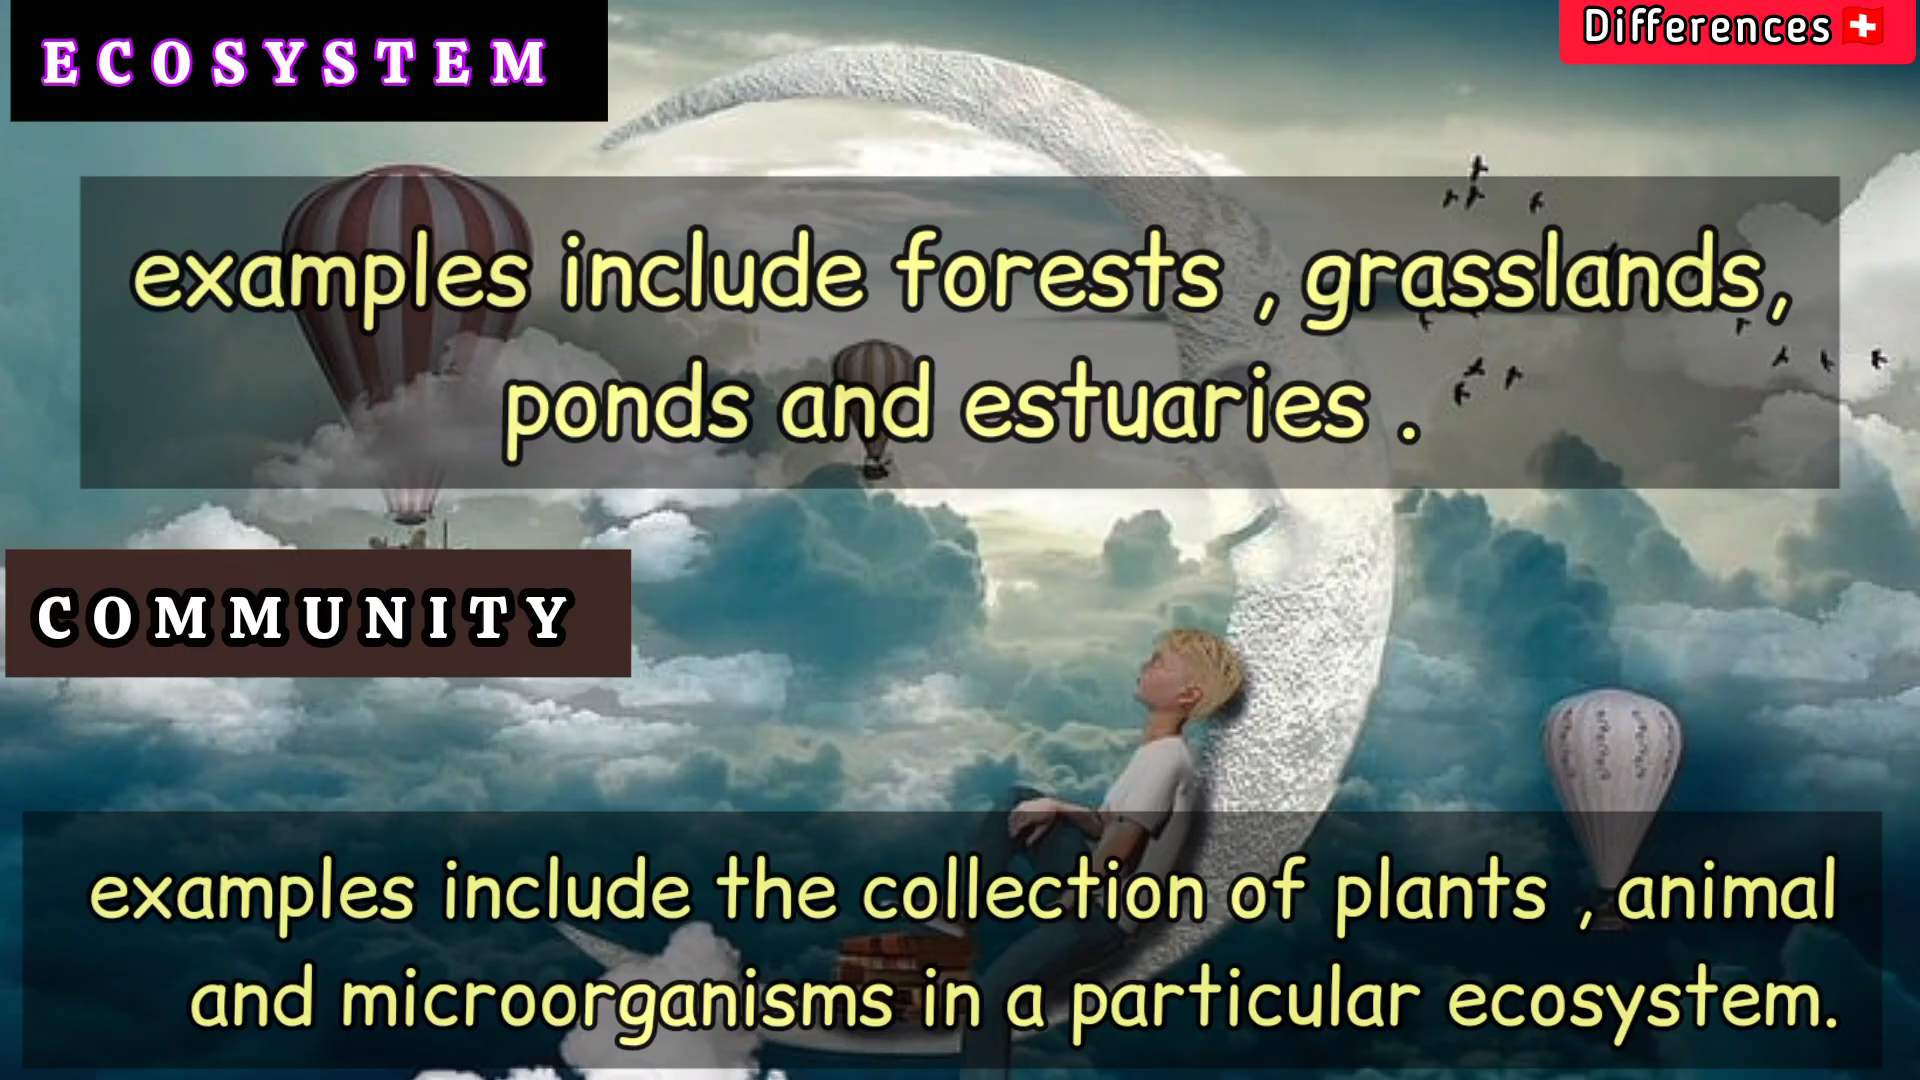 ECOSYSTEM
Differences 🇨🇭
examples include forests , grasslands,
ponds and estuaries .
COMMUNITY
examples include the collection of plants , animal
and microorganisms in a particular ecosystem.